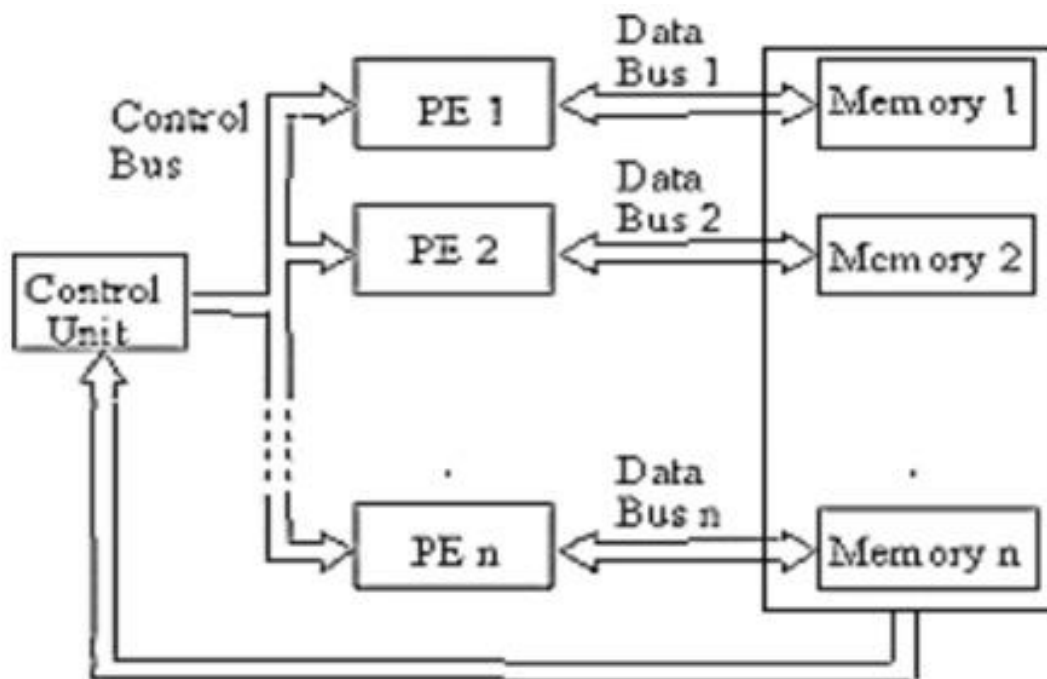 Data
Bus 1
Control
Bus
PE 1
Memory 1
Data
Bus 2
PE 2
Memory 2
Control
Unit
Data
Bus n
PE n
Memory n